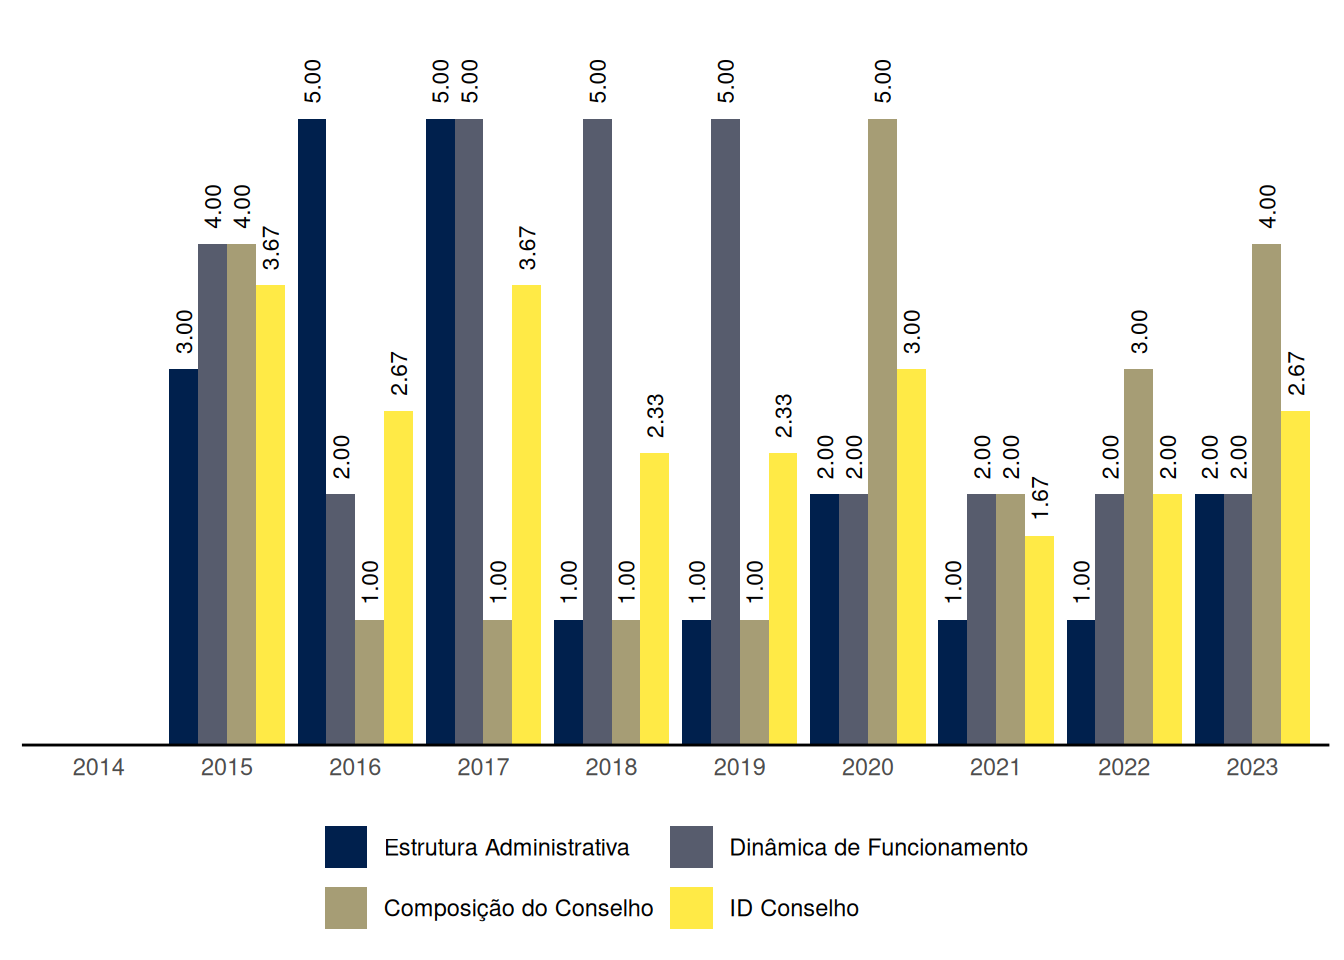 5.00 5.00 5.00 5.00 5.00 5.00
4.00 4.00 4.00
3.67 3.67
3.00 3.00 3.00
2.67 2.67
2.33 2.33
2.00 2.00 2.00 2.00 2.00 2.00 2.00 2.00 2.00
1.67
1.00 1.00 1.00 1.00 1.00 1.00 1.00 1.00
2014 2015 2016 2017 2018 2019 2020 2021 2022 2023
Estrutura Administrativa Dinâmica de Funcionamento
Composição do Conselho ID Conselho